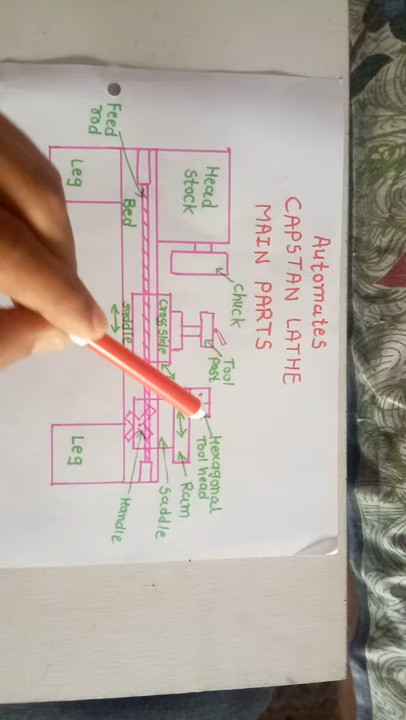 Automates
CAPSTAN LATHE
MAIN PARTS
Head
Stock
chuck
Tool
Post
Hexagonal
Tool head
Ram
Saddle
Handle
Cross slide
saddle
Feed
rod
Bed
Leg
Leg